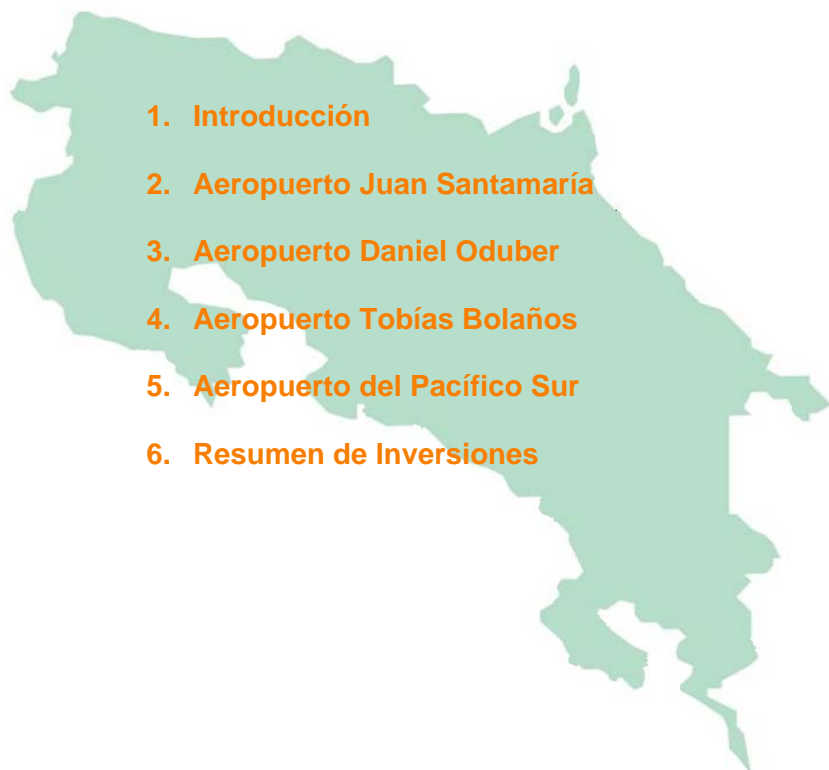 1. Introducción
2. Aeropuerto Juan Santamaría
3. Aeropuerto Daniel Oduber
4. Aeropuerto Tobías Bolaños
5. Aeropuerto del Pacífico Sur
6. Resumen de Inversiones